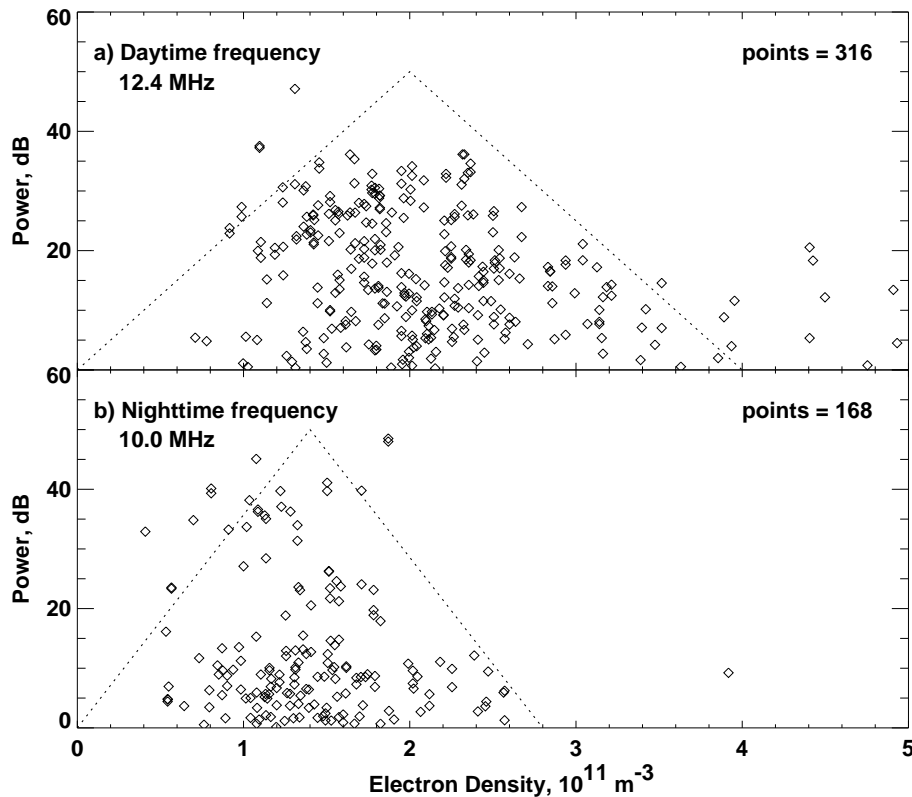 60
a) Daytime frequency
points = 316
12.4 MHz
40
Power, dB
20
60
b) Nighttime frequency
points = 168
10.0 MHz
40
Power, dB
20
0
0 1 2 3 4 5
Electron Density, 10^11 m^-3